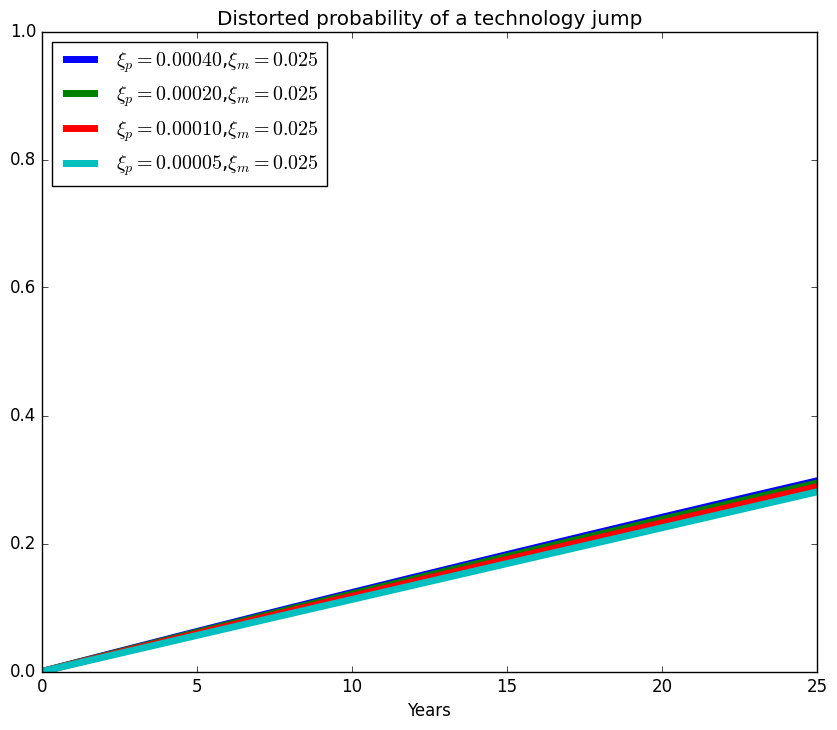 Distorted probability of a technology jump
1.0
ξp = 0.00040,ξm = 0.025
ξp = 0.00020,ξm = 0.025
ξp = 0.00010,ξm = 0.025
ξp = 0.00005,ξm = 0.025
0.8
0.6
0.4
0.2
0.0
0 5 10 15 20 25
Years